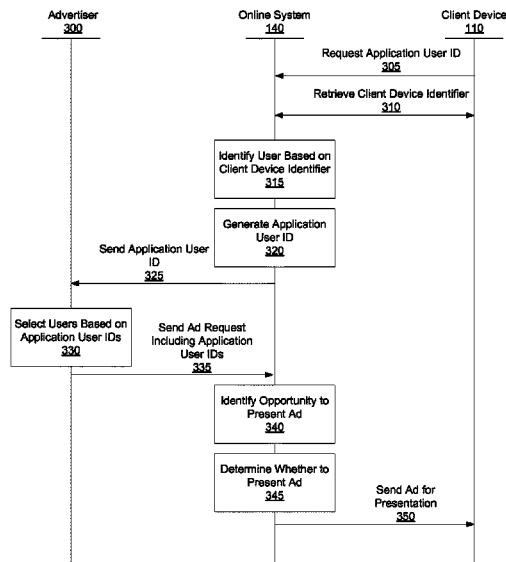 Advertiser
300
Online System
140
Client Device
110
Request Application User ID
305
Retrieve Client Device Identifier
310
Identify User Based on
Client Device Identifier
315
Generate Application
User ID
320
Send Application User
ID
325
Select Users Based on
Application User IDs
330
Send Ad Request
Including Application
User IDs
335
Identify Opportunity to
Present Ad
340
Determine Whether to
Present Ad
345
Send Ad for
Presentation
350